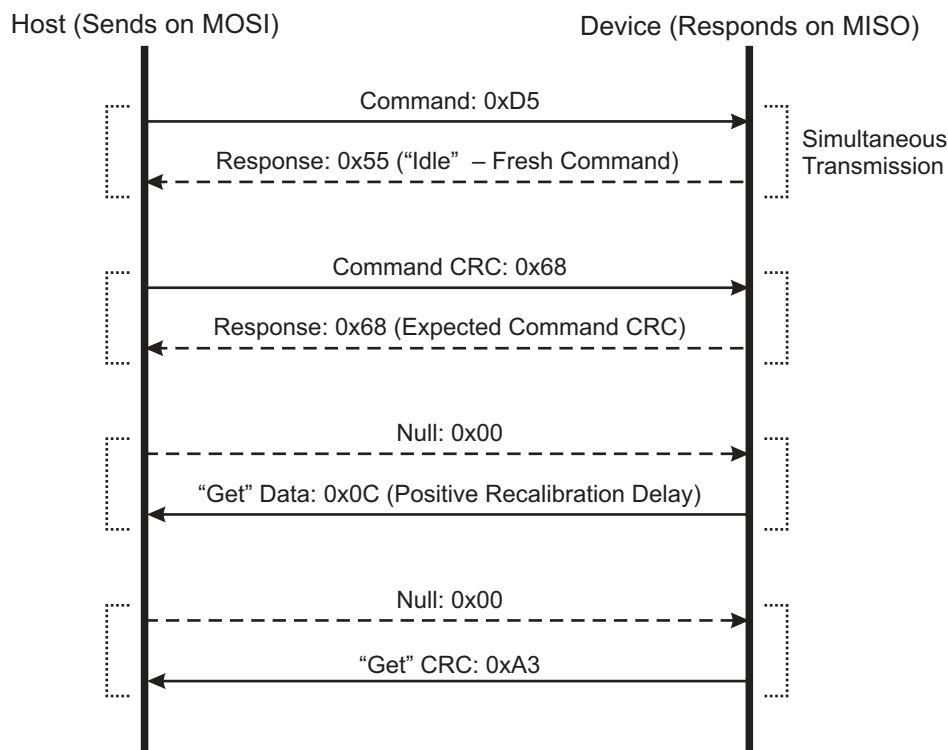 Host (Sends on MOSI)
Device (Responds on MISO)
Command: 0xD5
Response: 0x55 (“Idle” – Fresh Command)
Simultaneous
Transmission
Command CRC: 0x68
Response: 0x68 (Expected Command CRC)
Null: 0x00
“Get” Data: 0x0C (Positive Recalibration Delay)
Null: 0x00
“Get” CRC: 0xA3